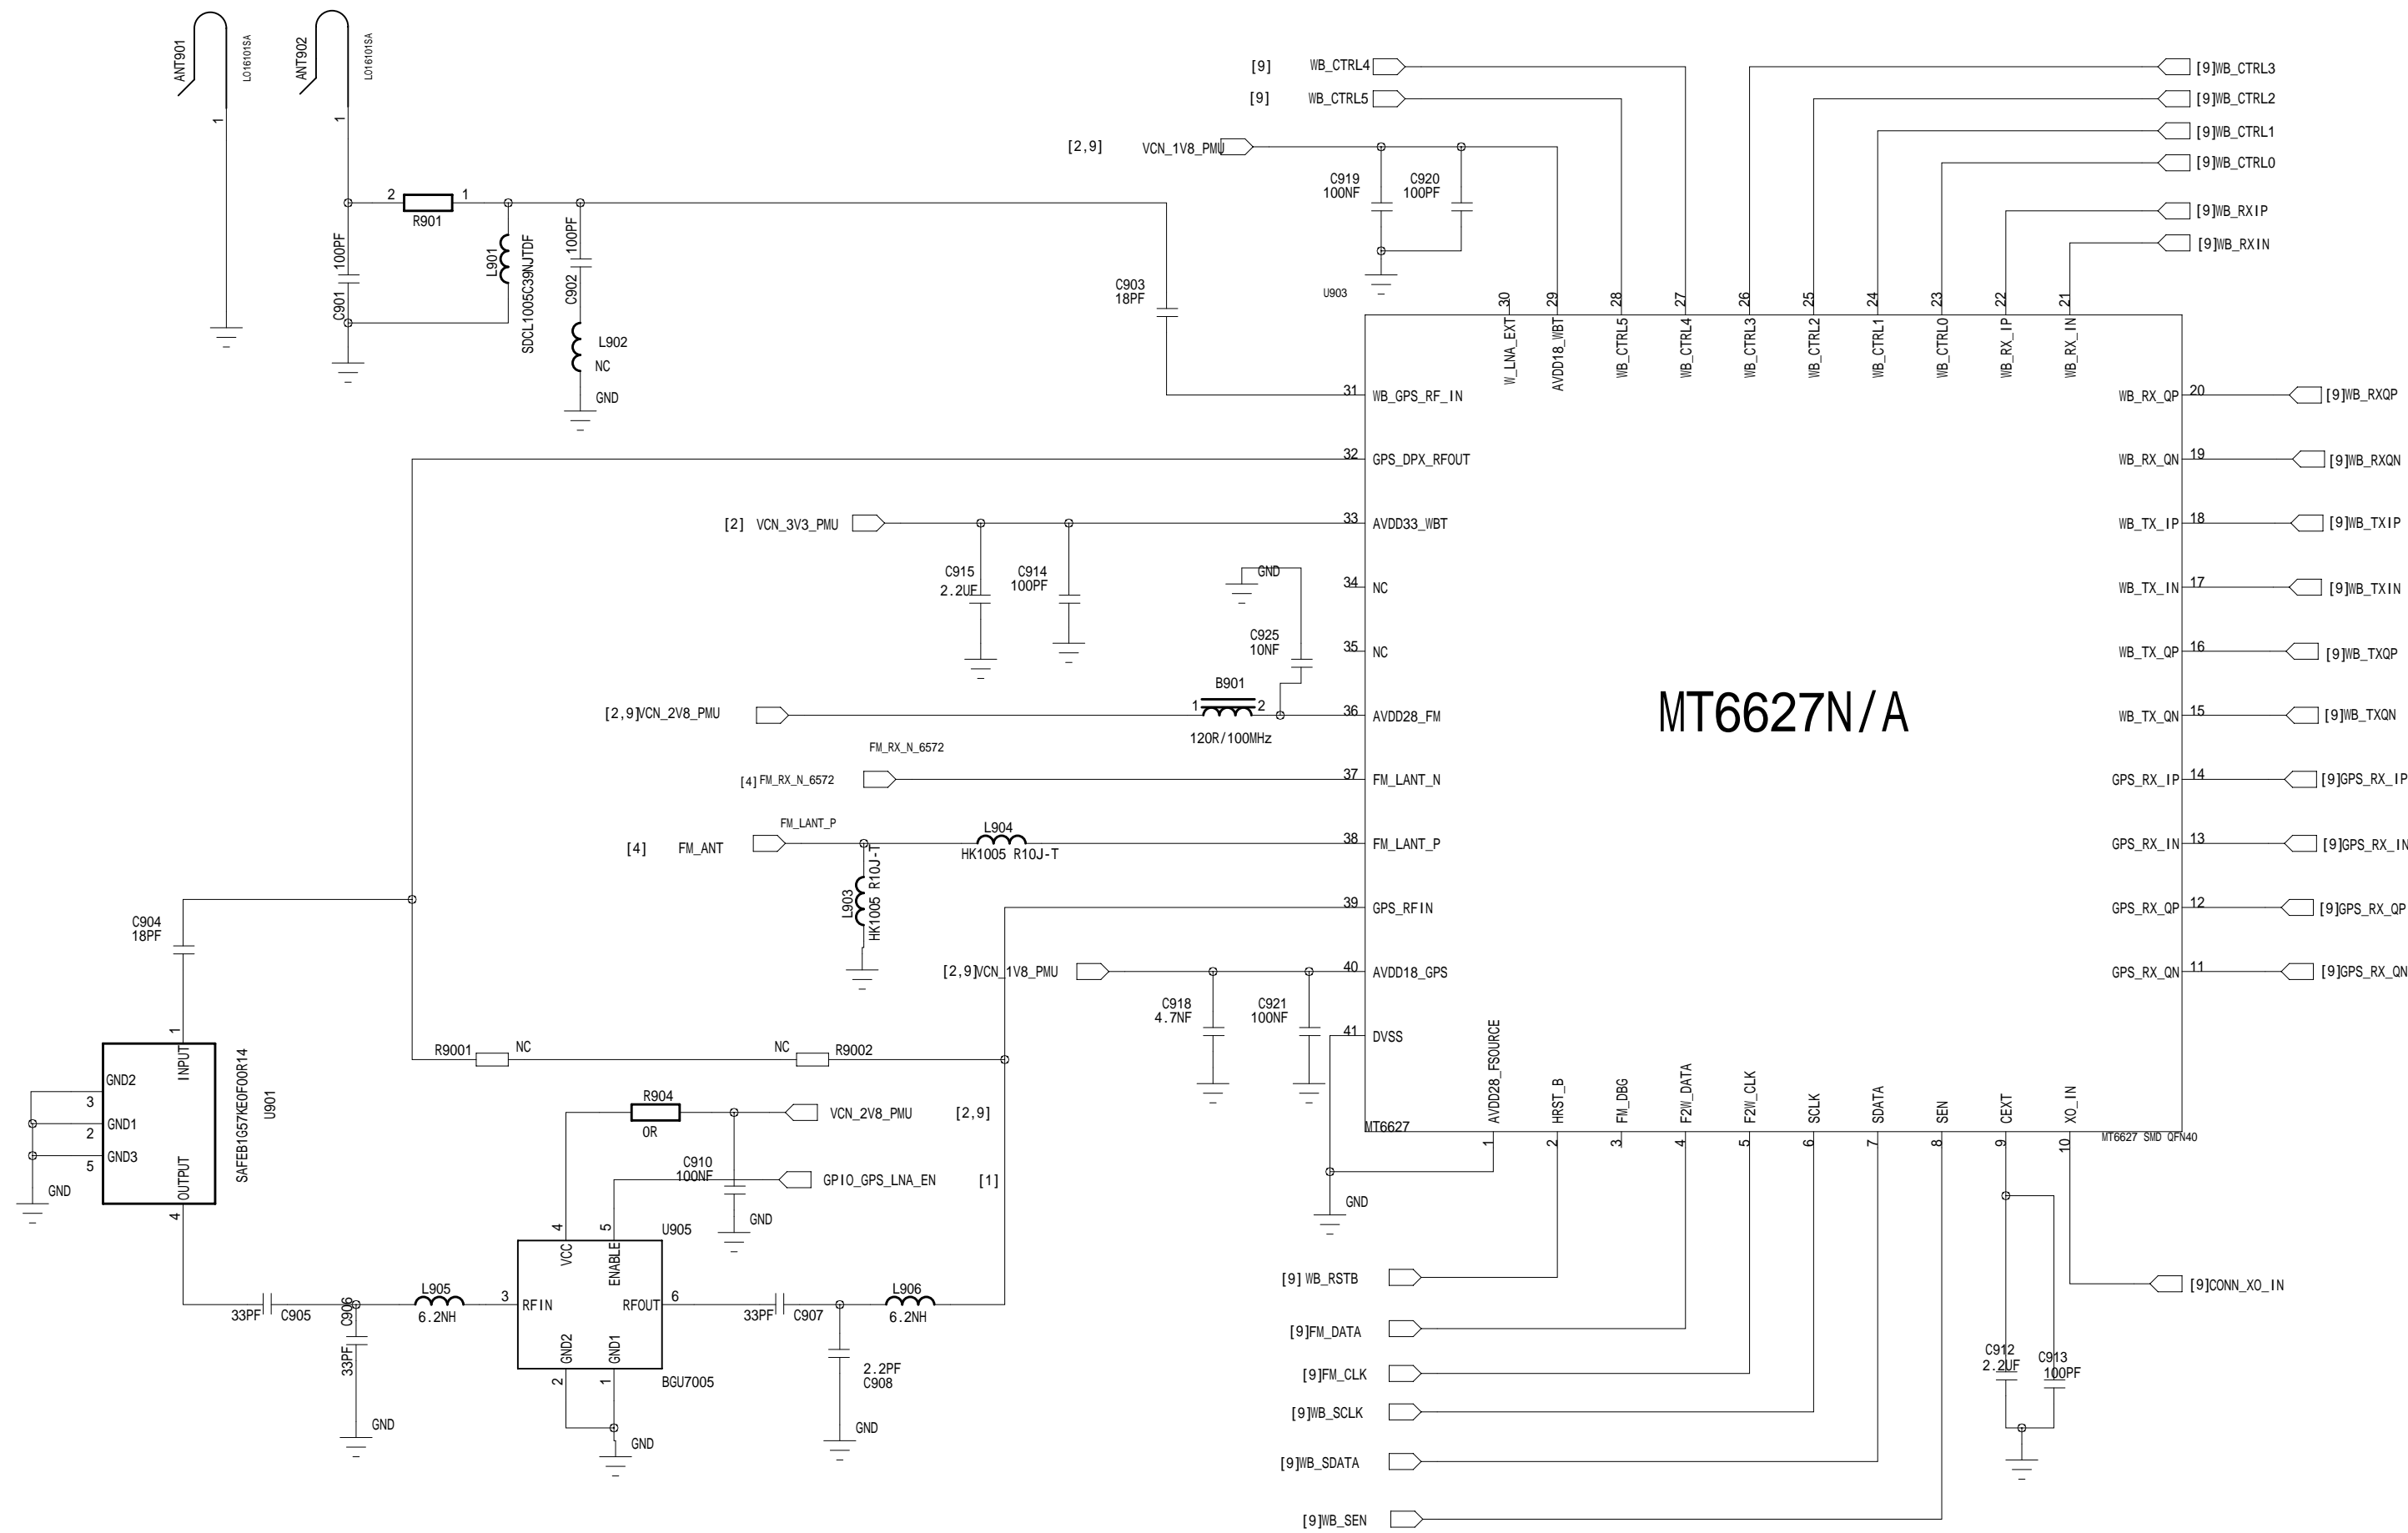 ANT901
L016101SA
1
ANT902
L016101SA
1
[9] WB_CTRL4
[9] WB_CTRL5
[2,9] VCN_1V8_PMU
C919
100NF
C920
100PF
[9]WB_CTRL3
[9]WB_CTRL2
[9]WB_CTRL1
[9]WB_CTRL0
[9]WB_RXIP
[9]WB_RXIN
2
R901
1
100PF
C901
L901
SDCL1005C39NJTDF
100PF
C902
L902
NC
GND
C903
18PF
U903
30 W_LNA_EXT
29 AVDD18_WBT
28 WB_CTRL5
27 WB_CTRL4
26 WB_CTRL3
25 WB_CTRL2
24 WB_CTRL1
23 WB_CTRL0
22 WB_RX_IP
21 WB_RX_IN
31 WB_GPS_RF_IN
32 GPS_DPX_RFOUT
33 AVDD33_WBT
34 NC
35 NC
36 AVDD28_FM
37 FM_LANT_N
38 FM_LANT_P
39 GPS_RFIN
40 AVDD18_GPS
41 DVSS
MT6627N/A
WB_RX_QP 20 [9]WB_RXQP
WB_RX_QN 19 [9]WB_RXQN
WB_TX_IP 18 [9]WB_TXIP
WB_TX_IN 17 [9]WB_TXIN
WB_TX_QP 16 [9]WB_TXQP
WB_TX_QN 15 [9]WB_TXQN
GPS_RX_IP 14 [9]GPS_RX_IP
GPS_RX_IN 13 [9]GPS_RX_IN
GPS_RX_QP 12 [9]GPS_RX_QP
GPS_RX_QN 11 [9]GPS_RX_QN
[2] VCN_3V3_PMU
C915
2.2UF
C914
100PF
GND
C925
10NF
[2,9]VCN_2V8_PMU
B901
1 2
120R/100MHz
FM_RX_N_6572
[4] FM_RX_N_6572
FM_LANT_P
[4] FM_ANT
L904
HK1005 R10J-T
L903
HK1005 R10J-T
C904
18PF
[2,9]VCN_1V8_PMU
C918
4.7NF
C921
100NF
R9001 NC
NC R9002
1
INPUT
GND2
3
GND1
2
GND3
5
OUTPUT
4
SAFEB1G57KE0F00R14
U901
GND
R904
0R
VCN_2V8_PMU [2,9]
C910
100NF
GPIO_GPS_LNA_EN [1]
GND
U905
4 VCC
5 ENABLE
3 RFIN
RFOUT 6
2 GND2
1 GND1
BGU7005
GND
33PF C905
C906
33PF
GND
L905
6.2NH
33PF C907
L906
6.2NH
2.2PF
C908
GND
MT6627
MT6627 SMD QFN40
1 AVDD28_FSOURCE
2 HRST_B
3 FM_DBG
4 F2W_DATA
5 F2W_CLK
6 SCLK
7 SDATA
8 SEN
9 CEXT
10 XO_IN
GND
[9] WB_RSTB
[9]FM_DATA
[9]FM_CLK
[9]WB_SCLK
[9]WB_SDATA
[9]WB_SEN
[9]CONN_XO_IN
C912
2.2UF
C913
100PF